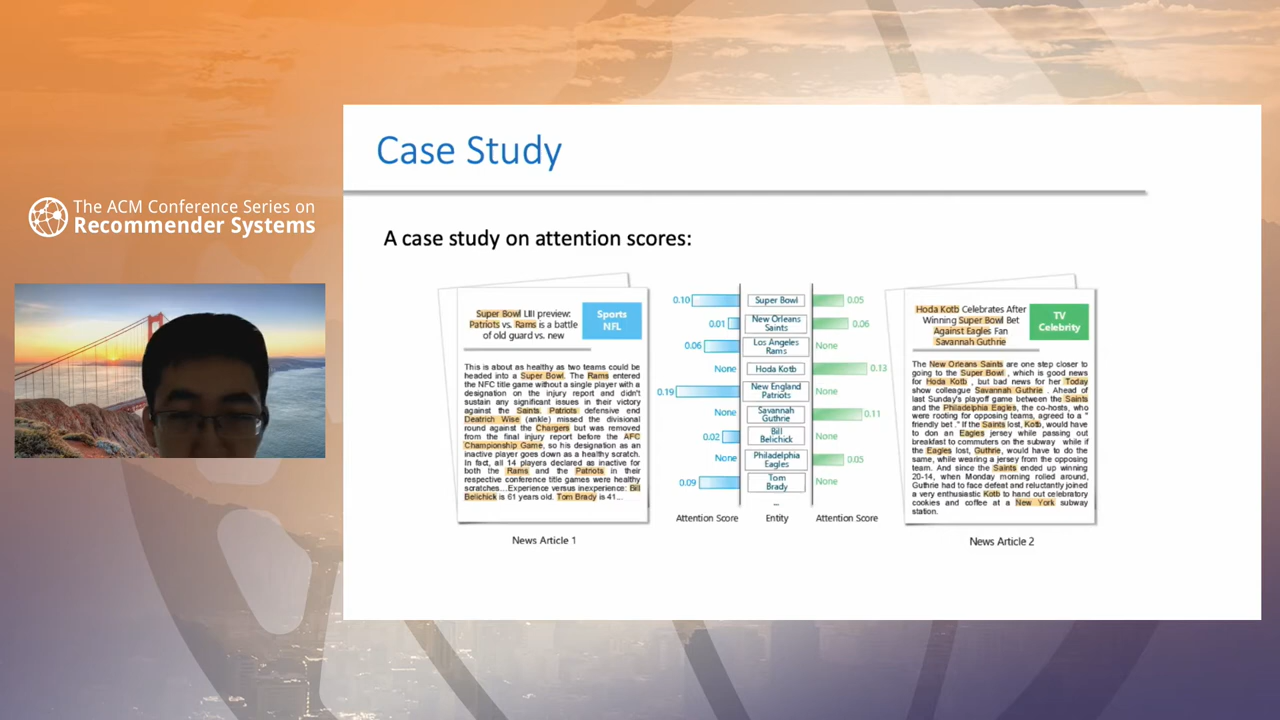 The ACM Conference Series on
Recommender Systems
Case Study
A case study on attention scores:
Super Bowl LIII preview:
Patriots vs. Rams is a battle
of old guard vs. new
Sports
NFL
This is about as healthy as two teams could be
headed into a Super Bowl. The Rams entered
the NFC title game without a single player with a
designation on the injury report and didn't
sustain any significant issues in their victory
against the Saints. Patriots defensive end
Deatrich Wise (ankle) missed the divisional
round against the Chargers but was removed
from the final injury report before the AFC
Championship Game, so his designation as an
inactive player goes down as a healthy scratch.
In fact, all 14 players declared as inactive for
both the Rams and the Patriots in their
respective conference title games were healthy
scratches....Experience versus inexperience: Bill
Belichick is 61 years old. Tom Brady is 41...
News Article 1
0.10 Super Bowl 0.05
0.01 New Orleans Saints 0.06
0.06 Los Angeles Rams None
None Hoda Kotb 0.13
0.19 New England Patriots None
None Savannah Guthrie 0.11
0.02 Bill Belichick None
None Philadelphia Eagles 0.05
0.09 Tom Brady None
...
Attention Score Entity Attention Score
Hoda Kotb Celebrates After
Winning Super Bowl Bet
Against Eagles Fan
Savannah Guthrie
TV
Celebrity
The New Orleans Saints are one step closer to
going to the Super Bowl , which is good news
for Hoda Kotb , but bad news for her Today
show colleague Savannah Guthrie . Ahead of
last Sunday's playoff game between the Saints
and the Philadelphia Eagles, the co-hosts, who
were rooting for opposing teams, agreed to a "
friendly bet ." If the Saints lost, Kotb, would have
to don an Eagles jersey while passing out
breakfast to commuters on the subway while if
the Eagles lost, Guthrie, would have to do the
same, while wearing a jersey from the opposing
team. And since the Saints ended up winning
20-14, when Monday morning rolled around,
Guthrie had to face defeat and reluctantly joined
a very enthusiastic Kotb to hand out celebratory
cookies and coffee at a New York subway
station.
News Article 2